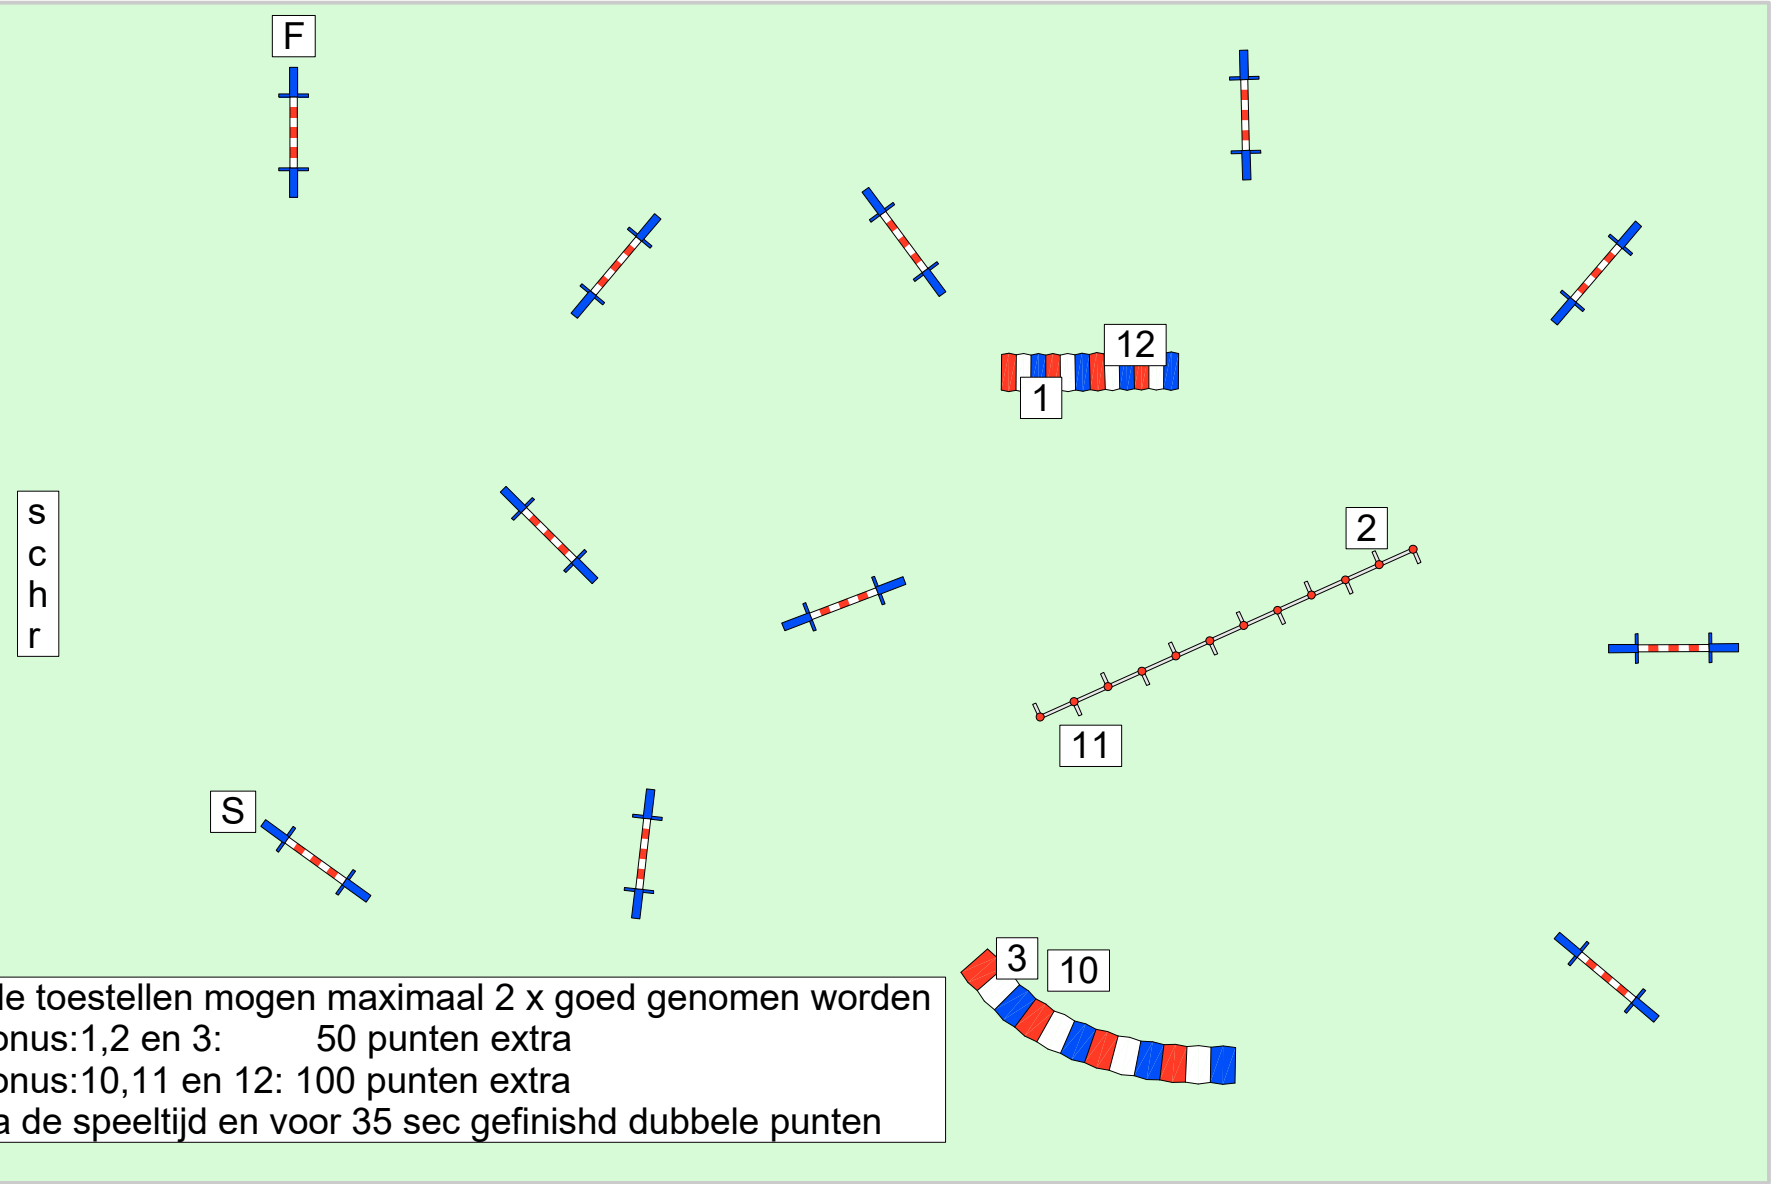 F
12
1
s
c
h
r
2
11
S
3
10
le toestellen mogen maximaal 2 x goed genomen worden
onus:1,2 en 3: 50 punten extra
onus:10,11 en 12: 100 punten extra
a de speeltijd en voor 35 sec gefinishd dubbele punten